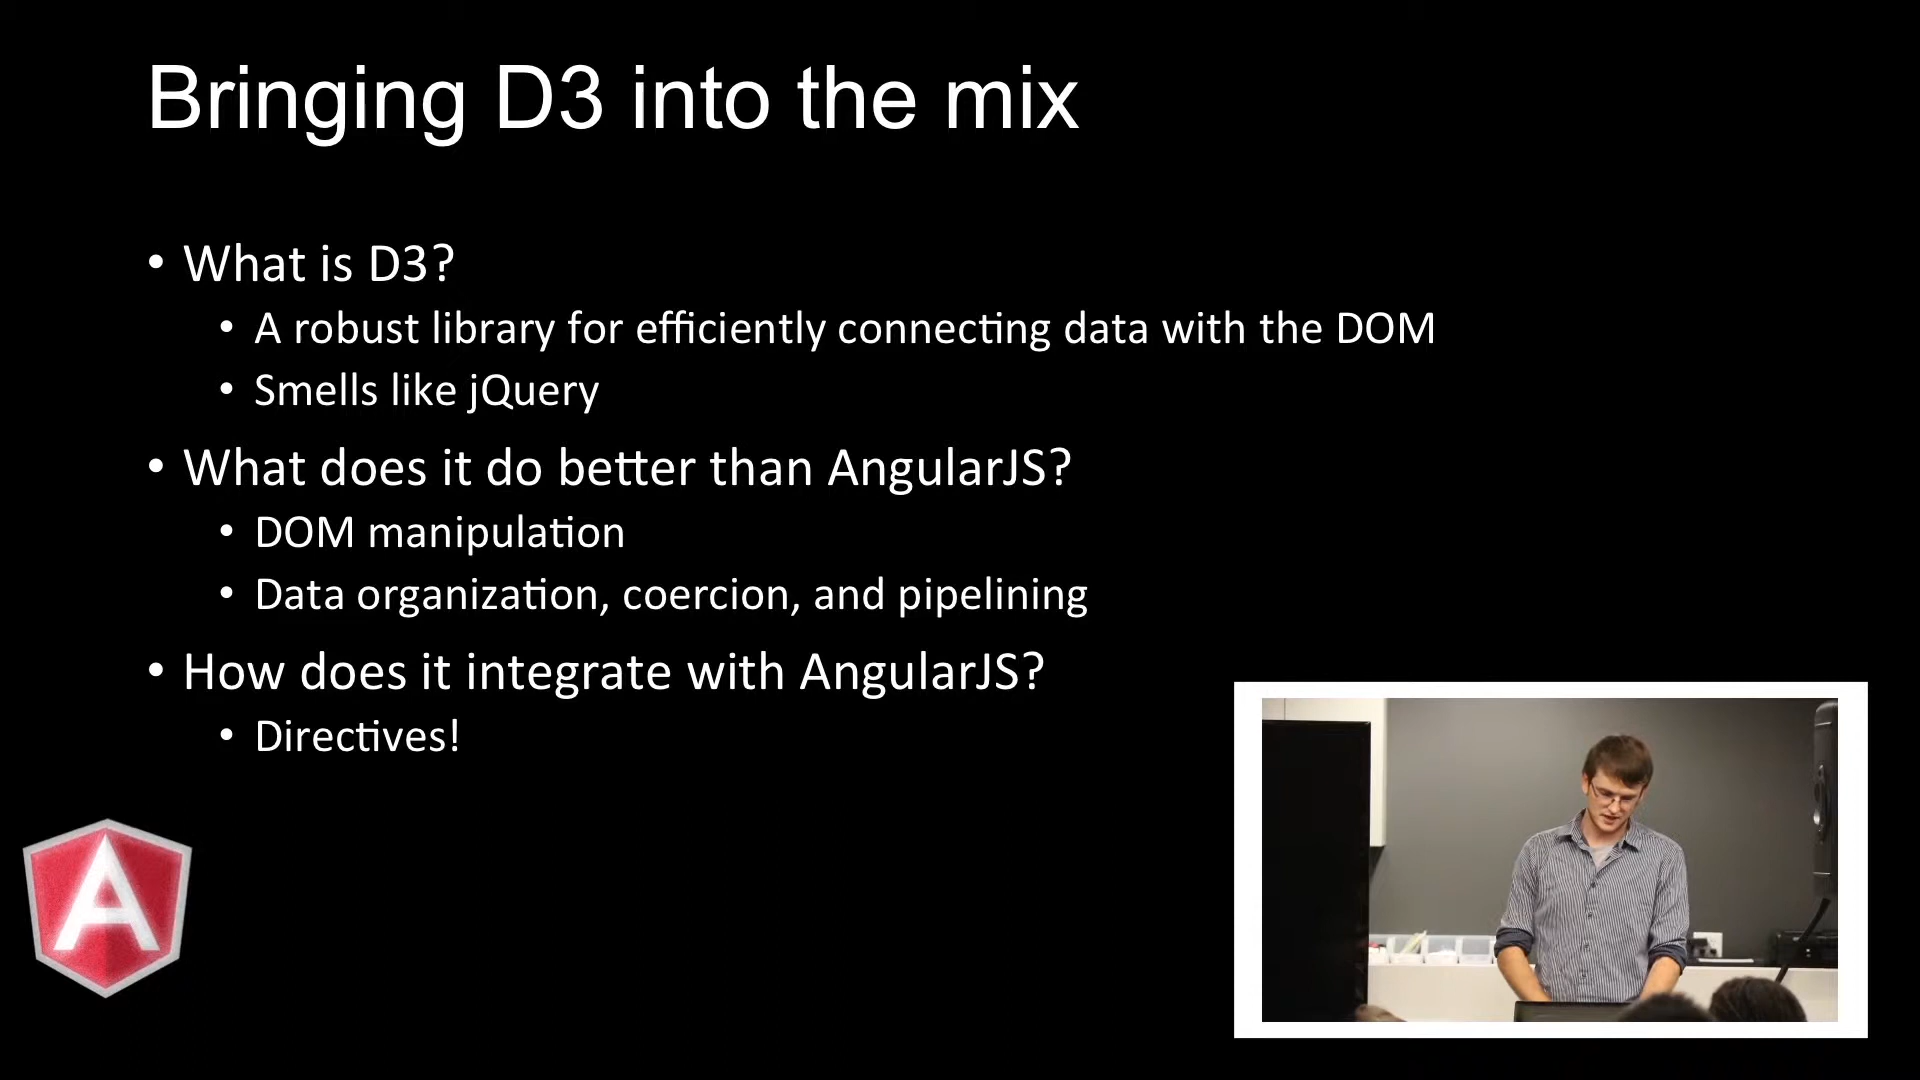 Bringing D3 into the mix
• What is D3?
• A robust library for efficiently connecting data with the DOM
• Smells like jQuery
• What does it do better than AngularJS?
• DOM manipulation
• Data organization, coercion, and pipelining
• How does it integrate with AngularJS?
• Directives!
A